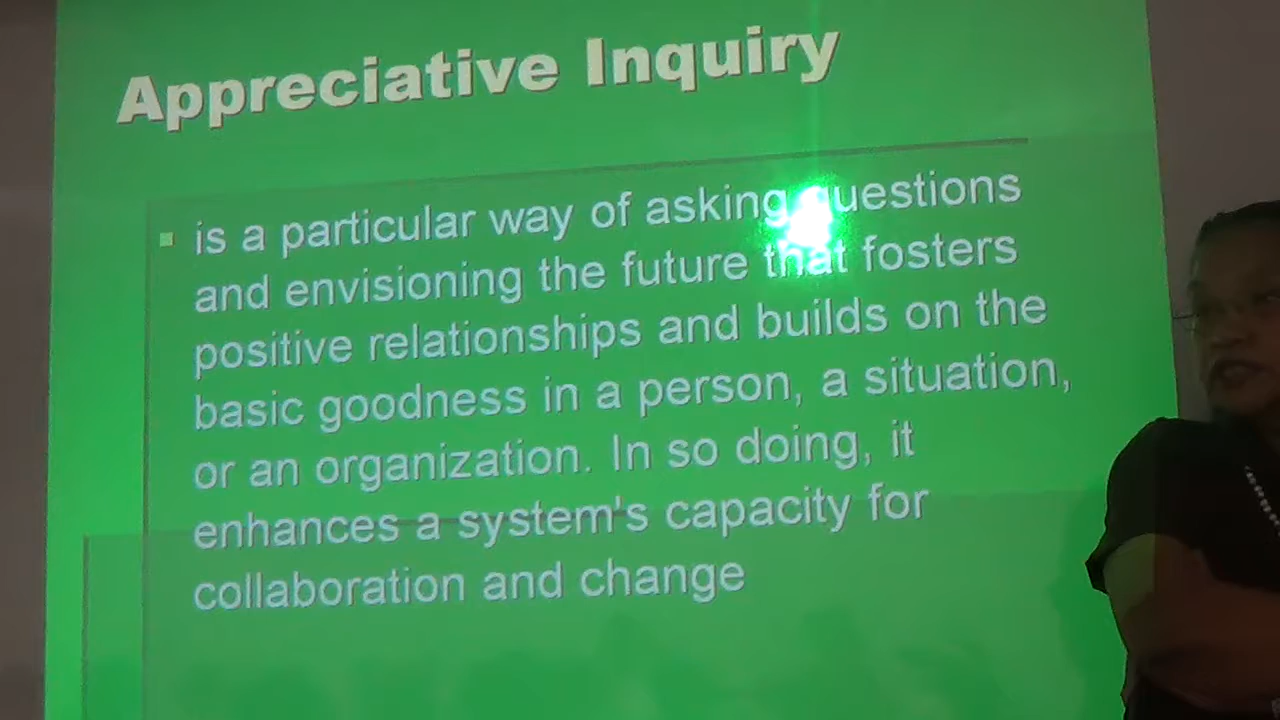 Appreciative Inquiry
is a particular way of asking questions
and envisioning the future that fosters
positive relationships and builds on the
basic goodness in a person, a situation,
or an organization. In so doing, it
enhances a system's capacity for
collaboration and change